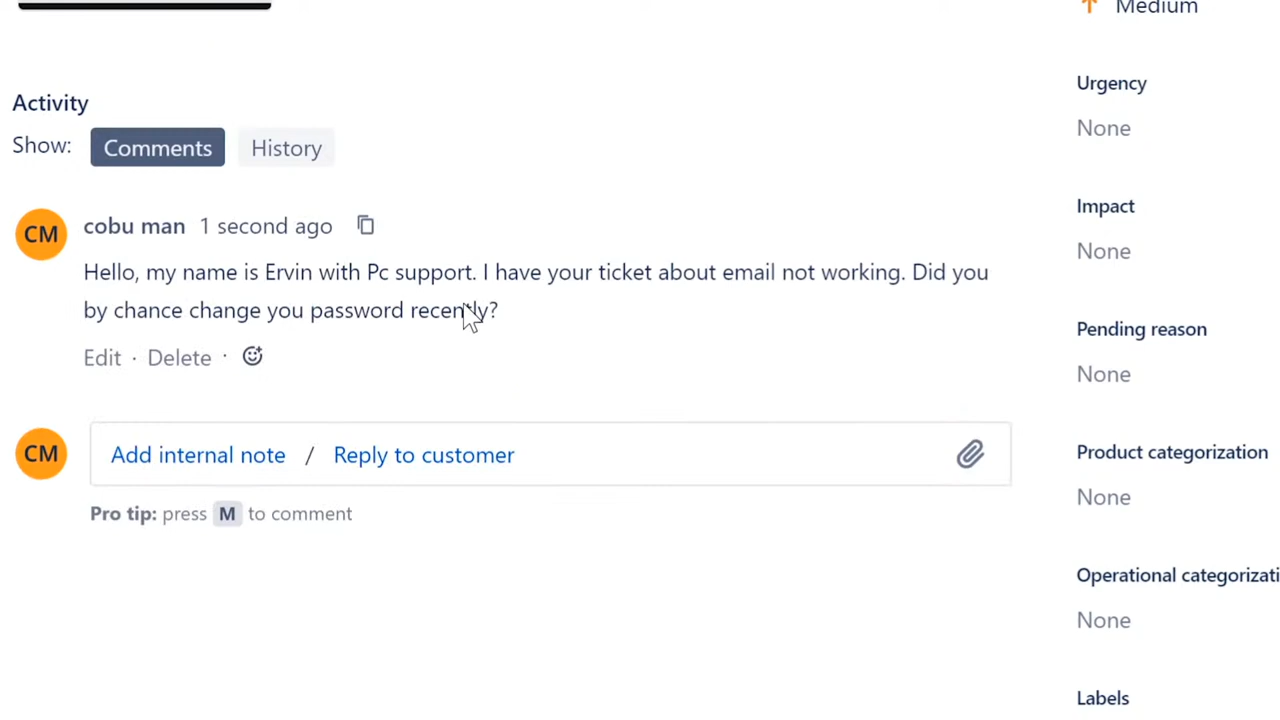 Medium
Activity
Urgency
None
Show: Comments History
Impact
None
CM cobu man 1 second ago
Hello, my name is Ervin with Pc support. I have your ticket about email not working. Did you
by chance change you password recently?
Edit · Delete ·
Pending reason
None
CM Add internal note / Reply to customer
Pro tip: press M to comment
Product categorization
None
Operational categorizati
None
Labels